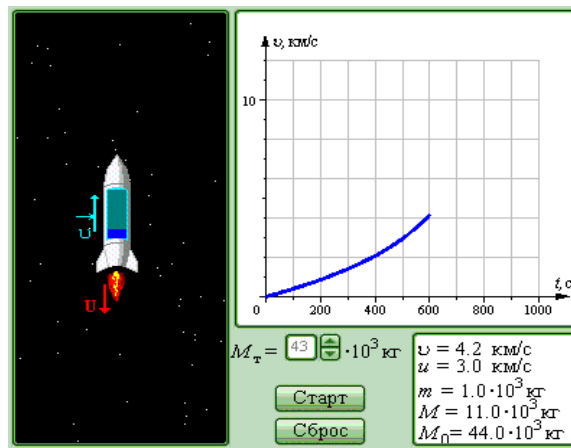 υ, км/с
10
0
200
400
600
800
1000
t, с
υ
U
Mт = 43 ·10³ кг
Старт
Сброс
υ = 4.2 км/с
u = 3.0 км/с
m = 1.0·10³ кг
M = 11.0·10³ кг
M₀ = 44.0·10³ кг